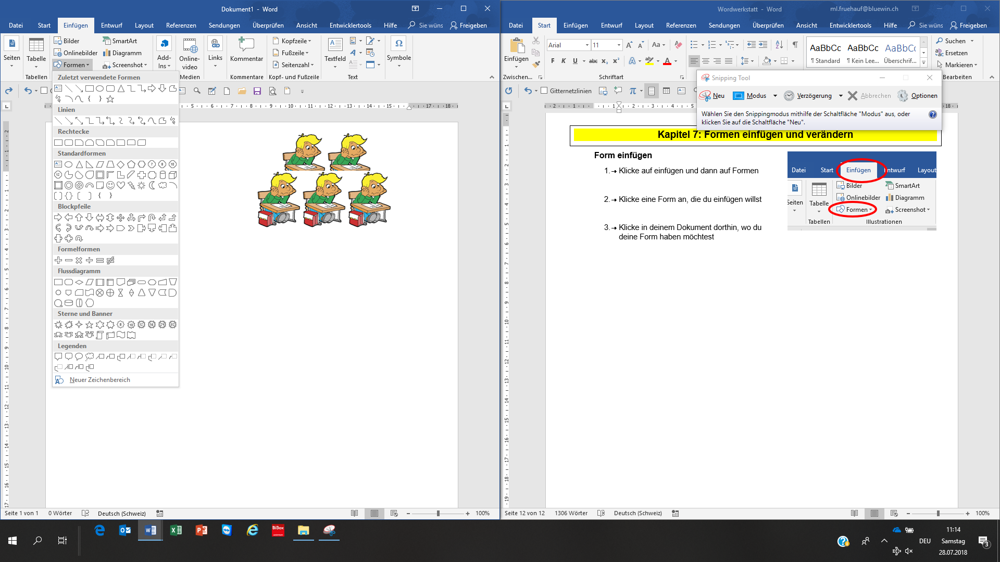 Dokument1 - Word
Datei Start Einfügen Entwurf Layout Referenzen Sendungen Überprüfen Ansicht Entwicklertools Hilfe Sie wüns Freigeben
Seiten
Tabelle
Tabellen
Bilder
Onlinebilder
Formen
SmartArt
Diagramm
Screenshot
Add-
Ins
Online-
video
Medien
Links
Kommentar
Kommentare
Kopfzeile
Fußzeile
Seitenzahl
Kopf- und Fußzeile
Textfeld
Text
Symbole
Zuletzt verwendete Formen
Linien
Rechtecke
Standardformen
Blockpfeile
Formelformen
Flussdiagramm
Sterne und Banner
Legenden
Neuer Zeichenbereich
Seite 1 von 1 0 Wörter Deutsch (Schweiz) 100%
Wordwerkstatt - Word ml.fruehauf@bluewin.ch
Datei Start Einfügen Entwurf Layout Referenzen Sendungen Überprüfen Ansicht Entwicklertools Hilfe Sie wüns Freigeben
Einfügen
Zwischen...
Arial 11
F K U abc x₂ x²
Schriftart
AaBbCc AaBbCc AaBbCc
¶ Standard ¶ Kein Lee... Überschrif...
Suchen
Ersetzen
Markieren
Bearbeiten
Gitternetzlinien
Snipping Tool
Neu Modus Verzögerung Abbrechen Optionen
Wählen Sie den Snippingmodus mithilfe der Schaltfläche "Modus" aus, oder
klicken Sie auf die Schaltfläche "Neu".
Kapitel 7: Formen einfügen und verändern
Form einfügen
1. Klicke auf einfügen und dann auf Formen
2. Klicke eine Form an, die du einfügen willst
3. Klicke in deinem Dokument dorthin, wo du
deine Form haben möchtest
Datei Start Einfügen ntwurf Layout
Seiten
Tabelle
Tabellen
Bilder
Onlinebilder
Formen
SmartArt
Diagramm
Screenshot
Illustrationen
Seite 12 von 12 1306 Wörter Deutsch (Schweiz) 100%
BiBox
DEU
11:14
Samstag
28.07.2018
3